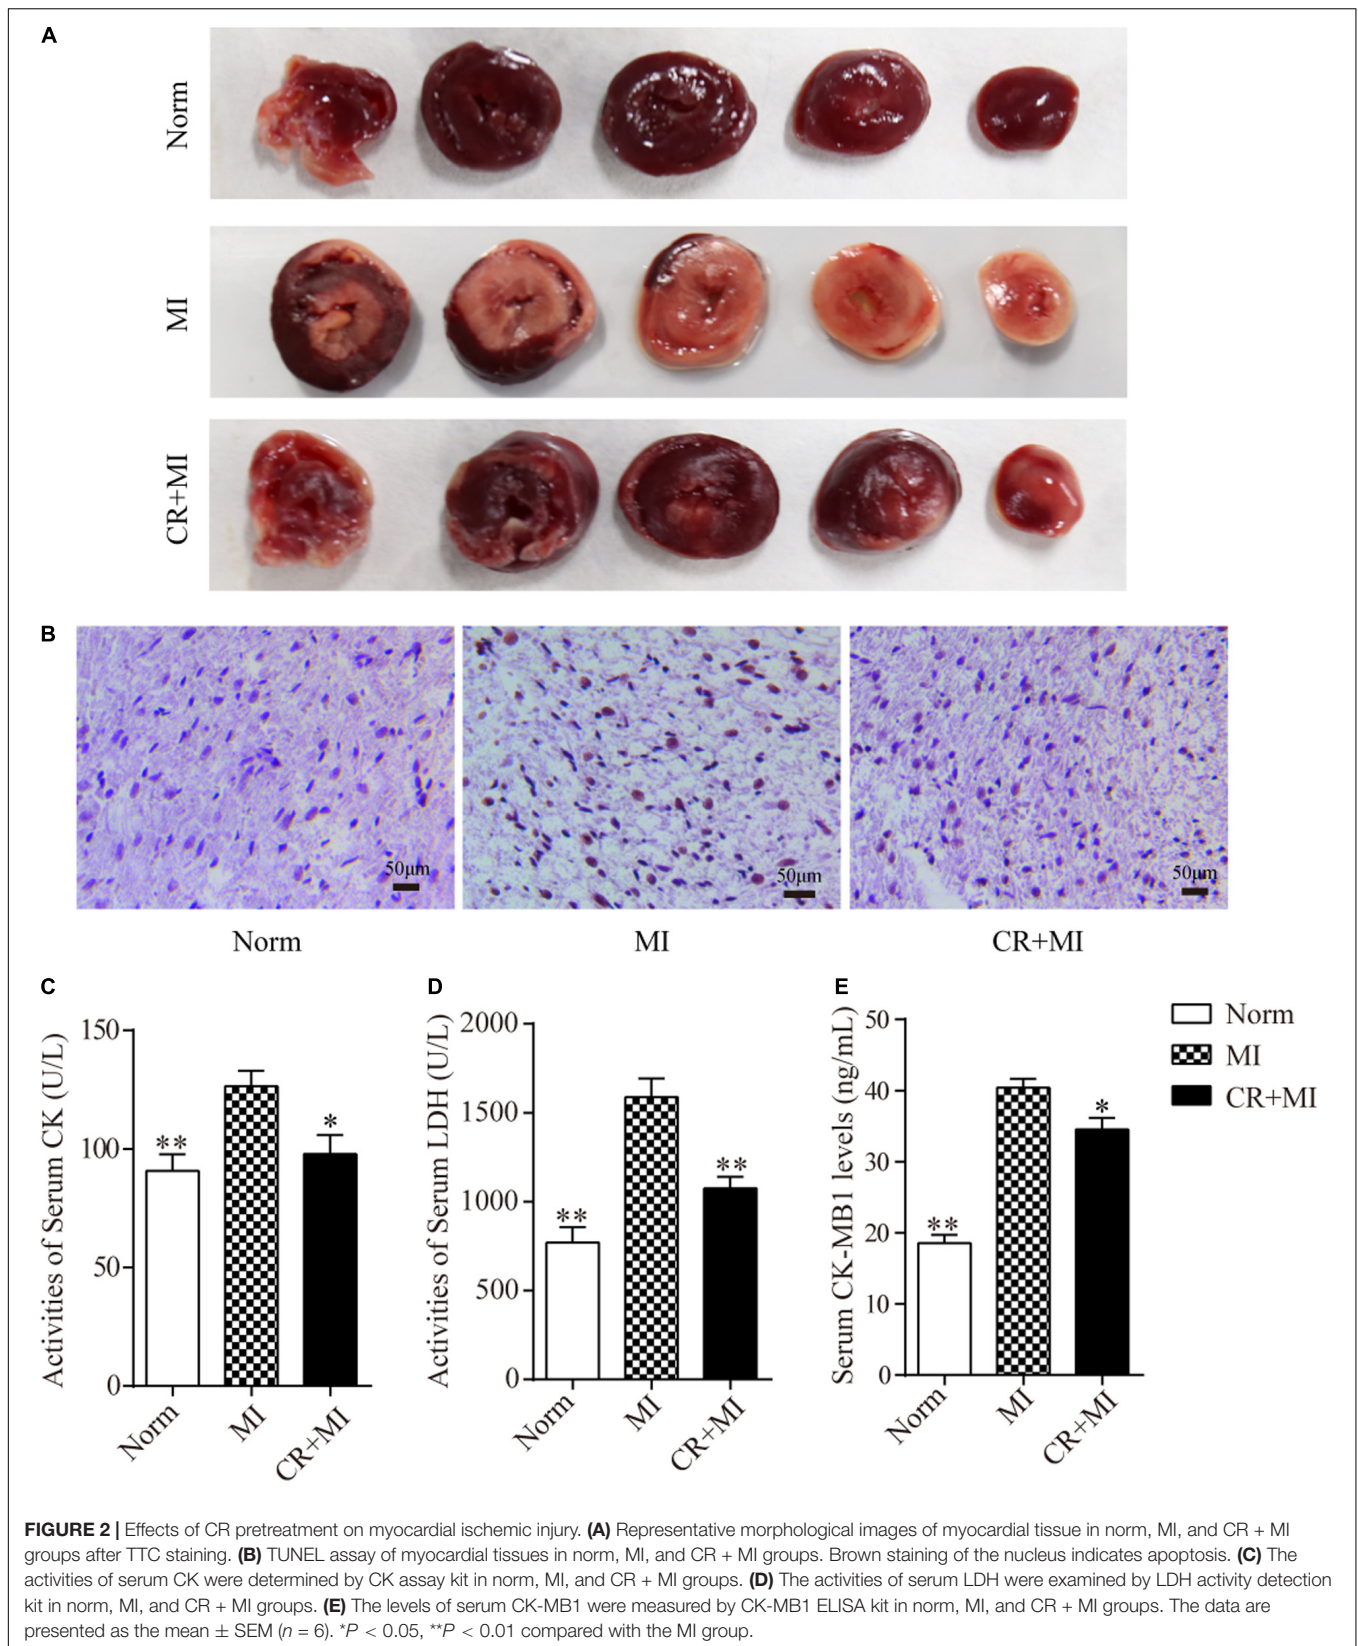 A
Norm
MI
CR+MI
B
50μm
50μm
50μm
Norm
MI
CR+MI
C
Activities of Serum CK (U/L)
150
100
50
0
**
*
Norm
MI
CR+MI
D
Activities of Serum LDH (U/L)
2000
1500
1000
500
0
**
**
Norm
MI
CR+MI
E
Serum CK-MB1 levels (ng/mL)
50
40
30
20
10
0
**
*
Norm
MI
CR+MI
Norm
MI
CR+MI
FIGURE 2 | Effects of CR pretreatment on myocardial ischemic injury. (A) Representative morphological images of myocardial tissue in norm, MI, and CR + MI
groups after TTC staining. (B) TUNEL assay of myocardial tissues in norm, MI, and CR + MI groups. Brown staining of the nucleus indicates apoptosis. (C) The
activities of serum CK were determined by CK assay kit in norm, MI, and CR + MI groups. (D) The activities of serum LDH were examined by LDH activity detection
kit in norm, MI, and CR + MI groups. (E) The levels of serum CK-MB1 were measured by CK-MB1 ELISA kit in norm, MI, and CR + MI groups. The data are
presented as the mean ± SEM (n = 6). *P < 0.05, **P < 0.01 compared with the MI group.